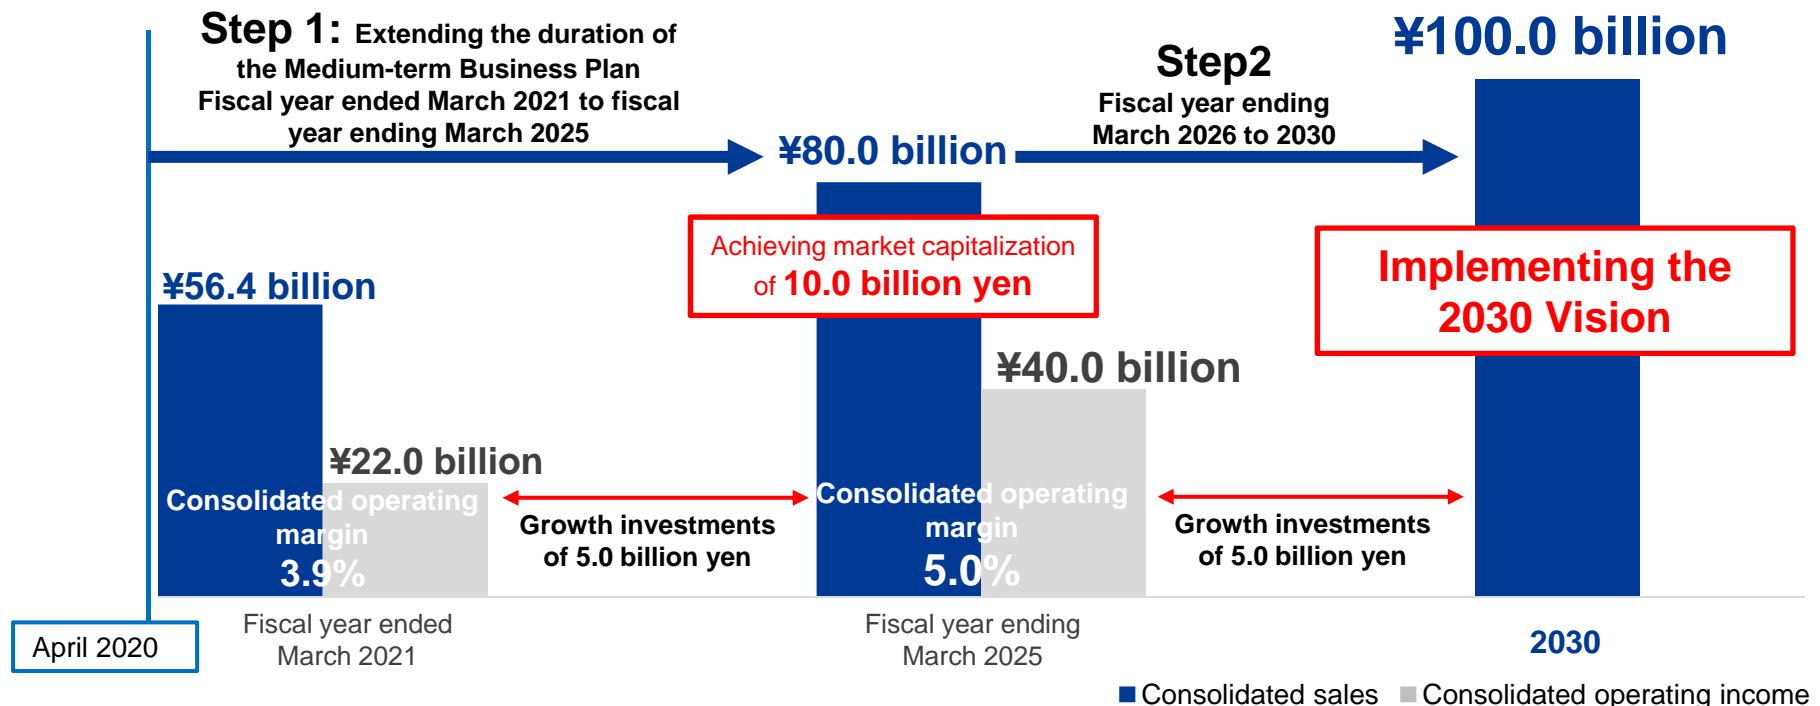 Step 1: Extending the duration of
the Medium-term Business Plan
Fiscal year ended March 2021 to fiscal
year ending March 2025
Step2
Fiscal year ending
March 2026 to 2030
¥100.0 billion
¥80.0 billion
Achieving market capitalization
of 10.0 billion yen
Implementing the
2030 Vision
¥56.4 billion
¥40.0 billion
¥22.0 billion
Consolidated operating
margin
3.9%
Growth investments
of 5.0 billion yen
Consolidated operating
margin
5.0%
Growth investments
of 5.0 billion yen
April 2020
Fiscal year ended
March 2021
Fiscal year ending
March 2025
2030
Consolidated sales
Consolidated operating income